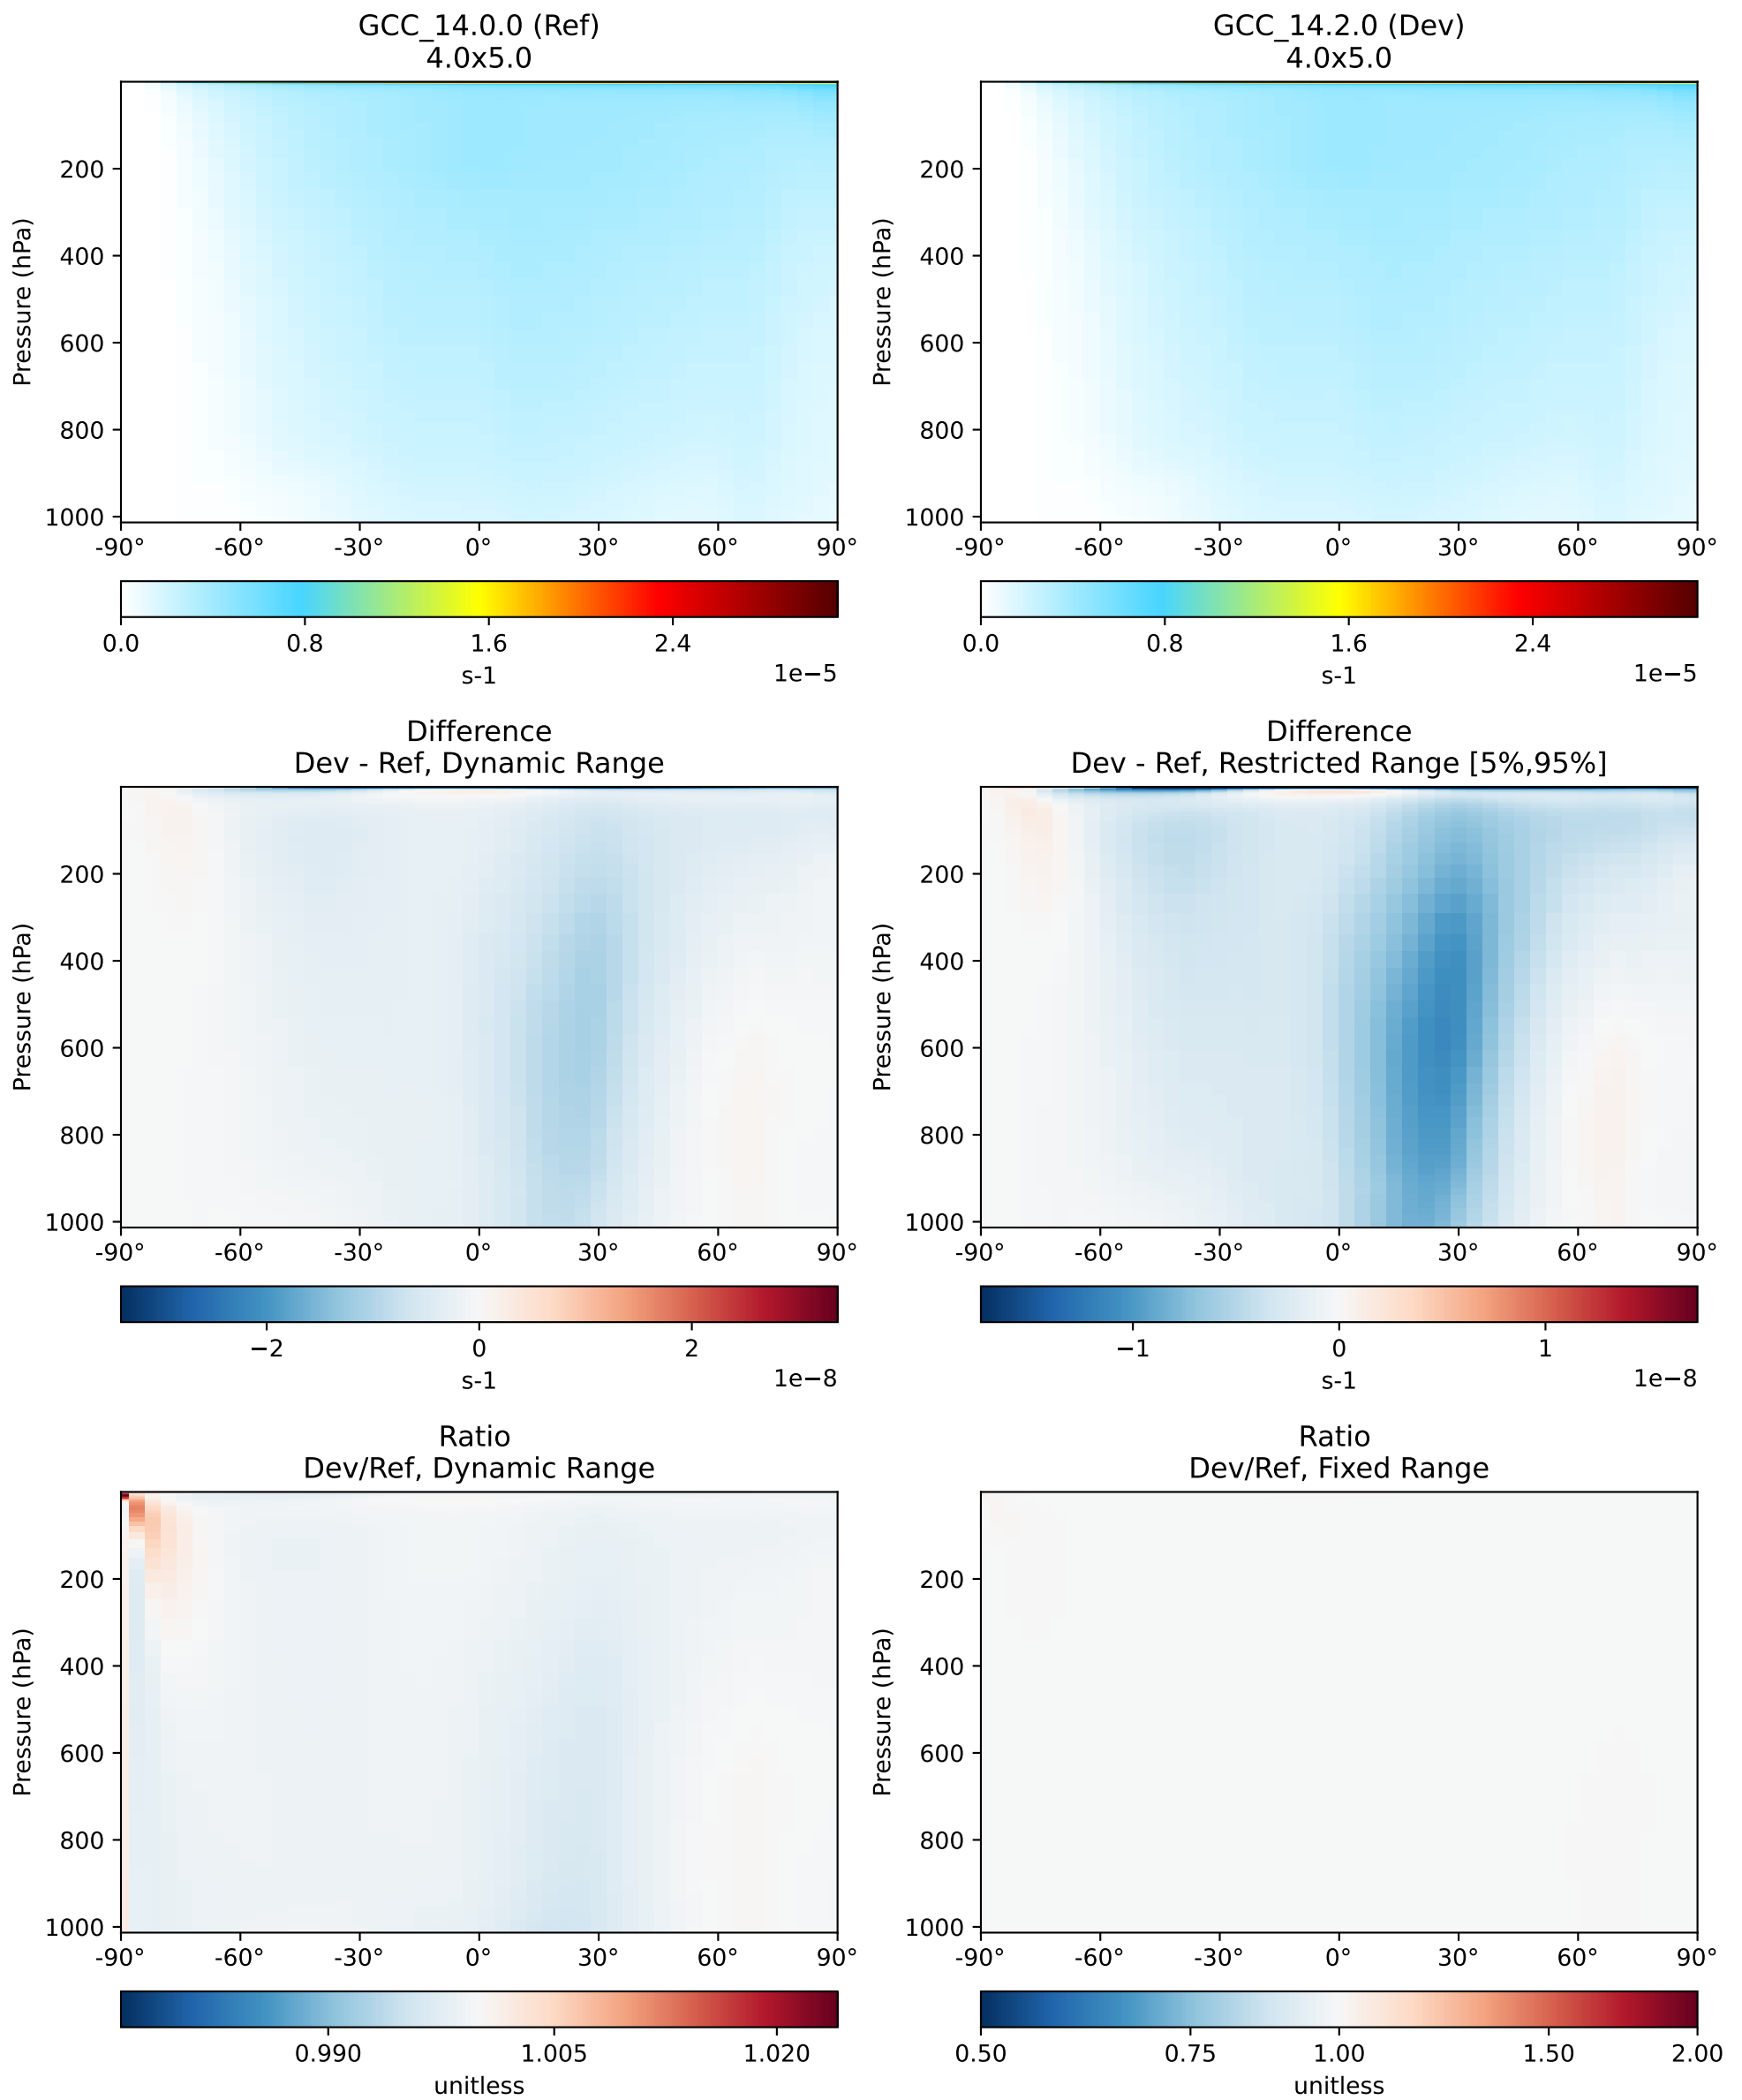 GCC_14.0.0 (Ref)
4.0x5.0
GCC_14.2.0 (Dev)
4.0x5.0
Pressure (hPa)
200
400
600
800
1000
-90° -60° -30° 0° 30° 60° 90°
0.0 0.8 1.6 2.4
s-1
1e−5
Pressure (hPa)
200
400
600
800
1000
-90° -60° -30° 0° 30° 60° 90°
0.0 0.8 1.6 2.4
s-1
1e−5
Difference
Dev - Ref, Dynamic Range
Difference
Dev - Ref, Restricted Range [5%,95%]
Pressure (hPa)
200
400
600
800
1000
-90° -60° -30° 0° 30° 60° 90°
−2 0 2
s-1
1e−8
Pressure (hPa)
200
400
600
800
1000
-90° -60° -30° 0° 30° 60° 90°
−1 0 1
s-1
1e−8
Ratio
Dev/Ref, Dynamic Range
Ratio
Dev/Ref, Fixed Range
Pressure (hPa)
200
400
600
800
1000
-90° -60° -30° 0° 30° 60° 90°
0.990 1.005 1.020
unitless
Pressure (hPa)
200
400
600
800
1000
-90° -60° -30° 0° 30° 60° 90°
0.50 0.75 1.00 1.50 2.00
unitless